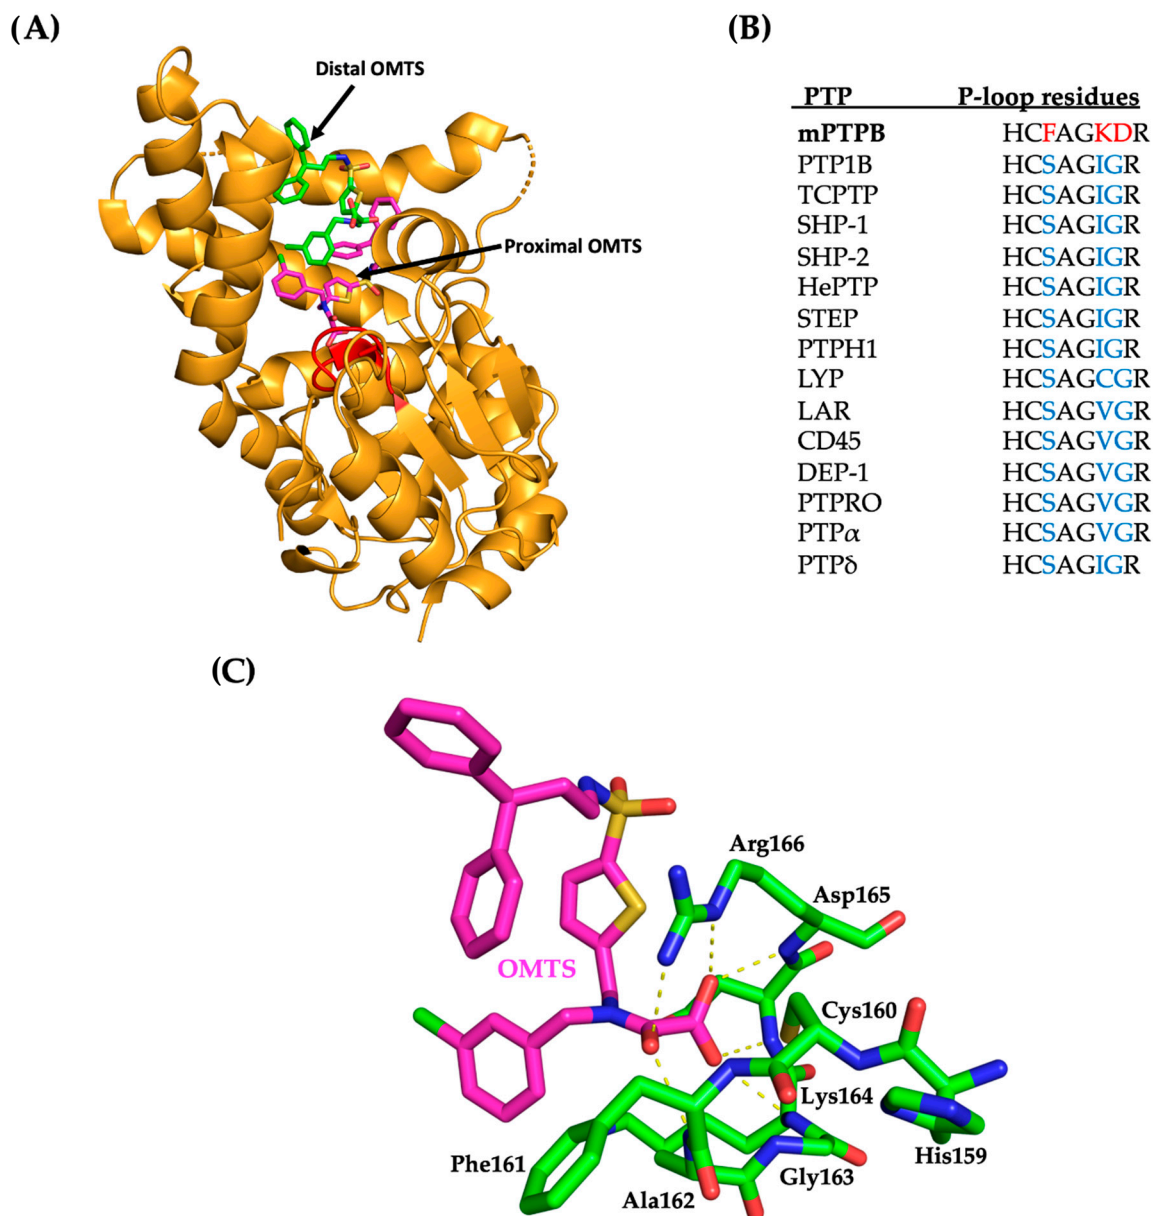 (A)
Distal OMTS
Proximal OMTS
(B)
PTP P-loop residues
mPTPB HCFAGKDR
PTP1B HCSAGIGR
TCPTP HCSAGIGR
SHP-1 HCSAGIGR
SHP-2 HCSAGIGR
HePTP HCSAGIGR
STEP HCSAGIGR
PTPH1 HCSAGIGR
LYP HCSAGCGR
LAR HCSAGVGR
CD45 HCSAGVGR
DEP-1 HCSAGVGR
PTPRO HCSAGVGR
PTPα HCSAGVGR
PTPδ HCSAGIGR
(C)
Arg166
Asp165
OMTS
Cys160
Lys164
His159
Phe161
Gly163
Ala162